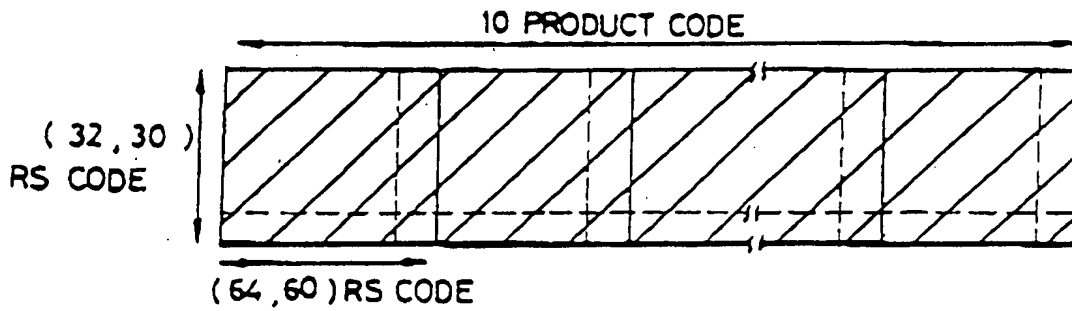 10 PRODUCT CODE
( 32 , 30 )
RS CODE
( 64 , 60 ) RS CODE